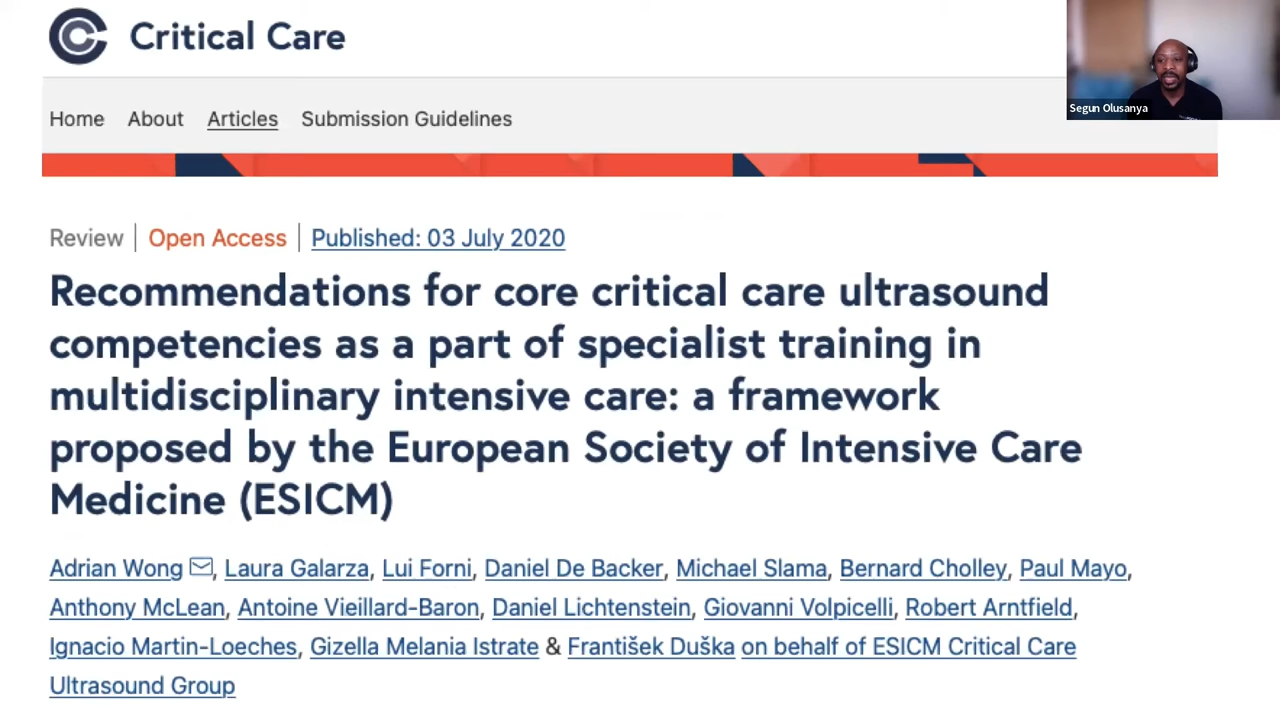 Critical Care
Segun Olusanya
Home About Articles Submission Guidelines
Review Open Access Published: 03 July 2020
Recommendations for core critical care ultrasound
competencies as a part of specialist training in
multidisciplinary intensive care: a framework
proposed by the European Society of Intensive Care
Medicine (ESICM)
Adrian Wong, Laura Galarza, Lui Forni, Daniel De Backer, Michael Slama, Bernard Cholley, Paul Mayo,
Anthony McLean, Antoine Vieillard-Baron, Daniel Lichtenstein, Giovanni Volpicelli, Robert Arntfield,
Ignacio Martin-Loeches, Gizella Melania Istrate & František Duška on behalf of ESICM Critical Care
Ultrasound Group